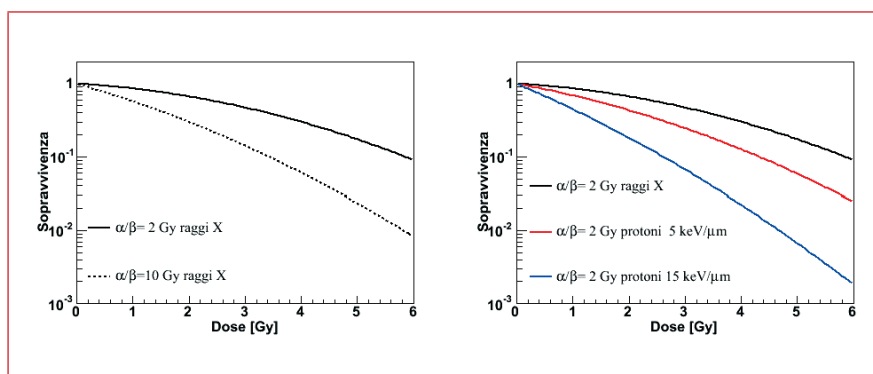 Sopravvivenza
1
10-1
10-2
10-3
α/β= 2 Gy raggi X
α/β=10 Gy raggi X
0 1 2 3 4 5 6
Dose [Gy]
Sopravvivenza
1
10-1
10-2
10-3
α/β= 2 Gy raggi X
α/β= 2 Gy protoni 5 keV/μm
α/β= 2 Gy protoni 15 keV/μm
0 1 2 3 4 5 6
Dose [Gy]